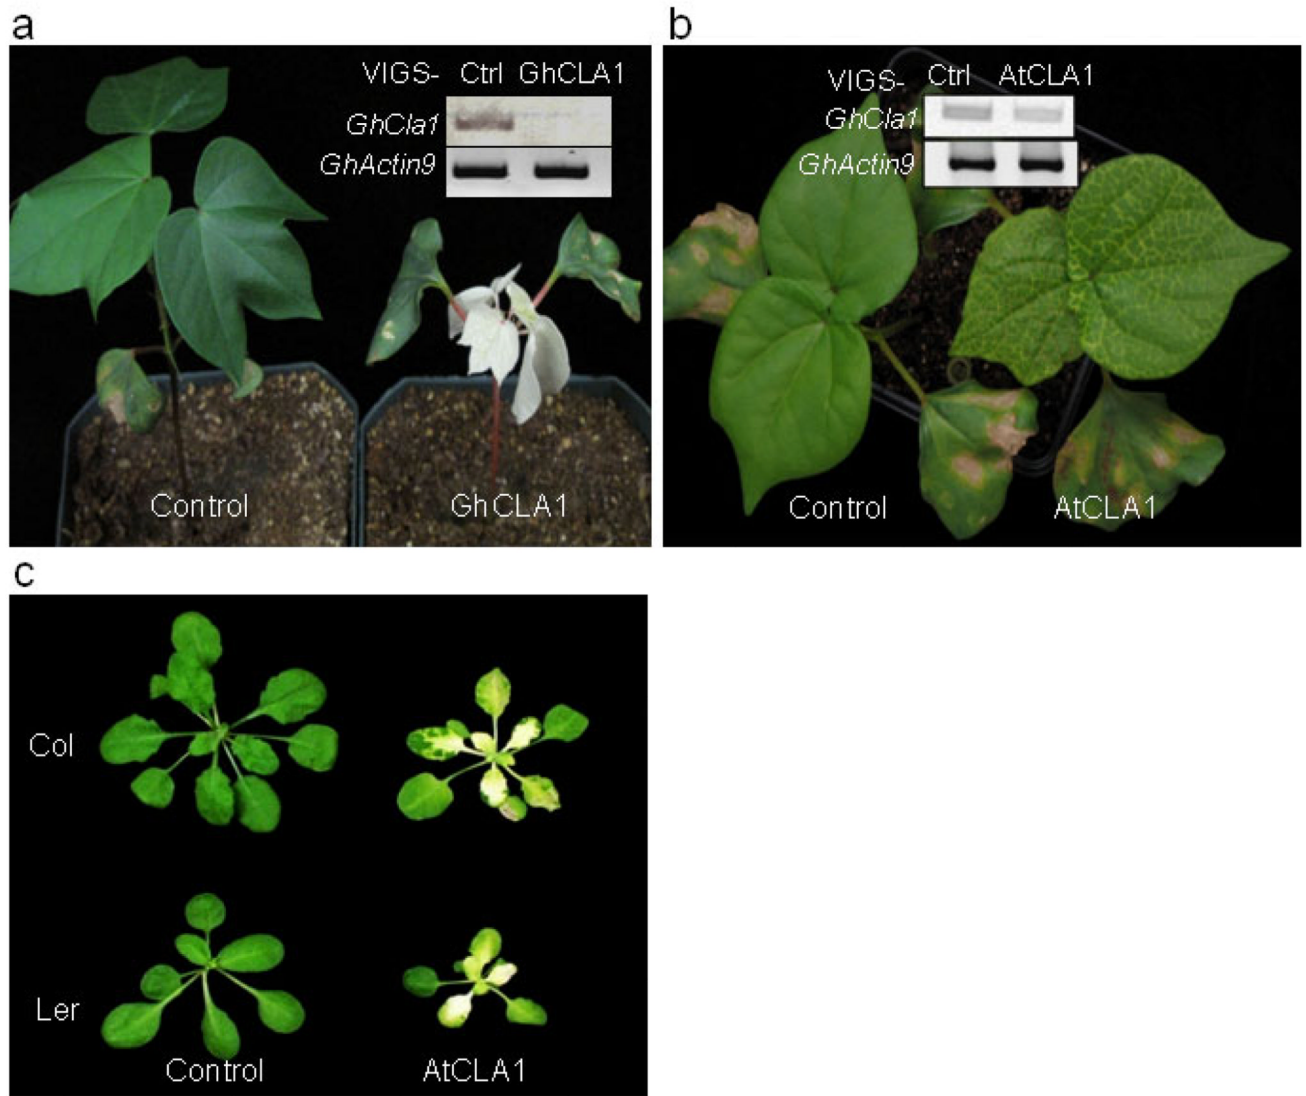 a
VIGS- Ctrl GhCLA1
GhCla1
GhActin9
Control GhCLA1
b
VIGS- Ctrl AtCLA1
GhCla1
GhActin9
Control AtCLA1
c
Col
Ler
Control AtCLA1